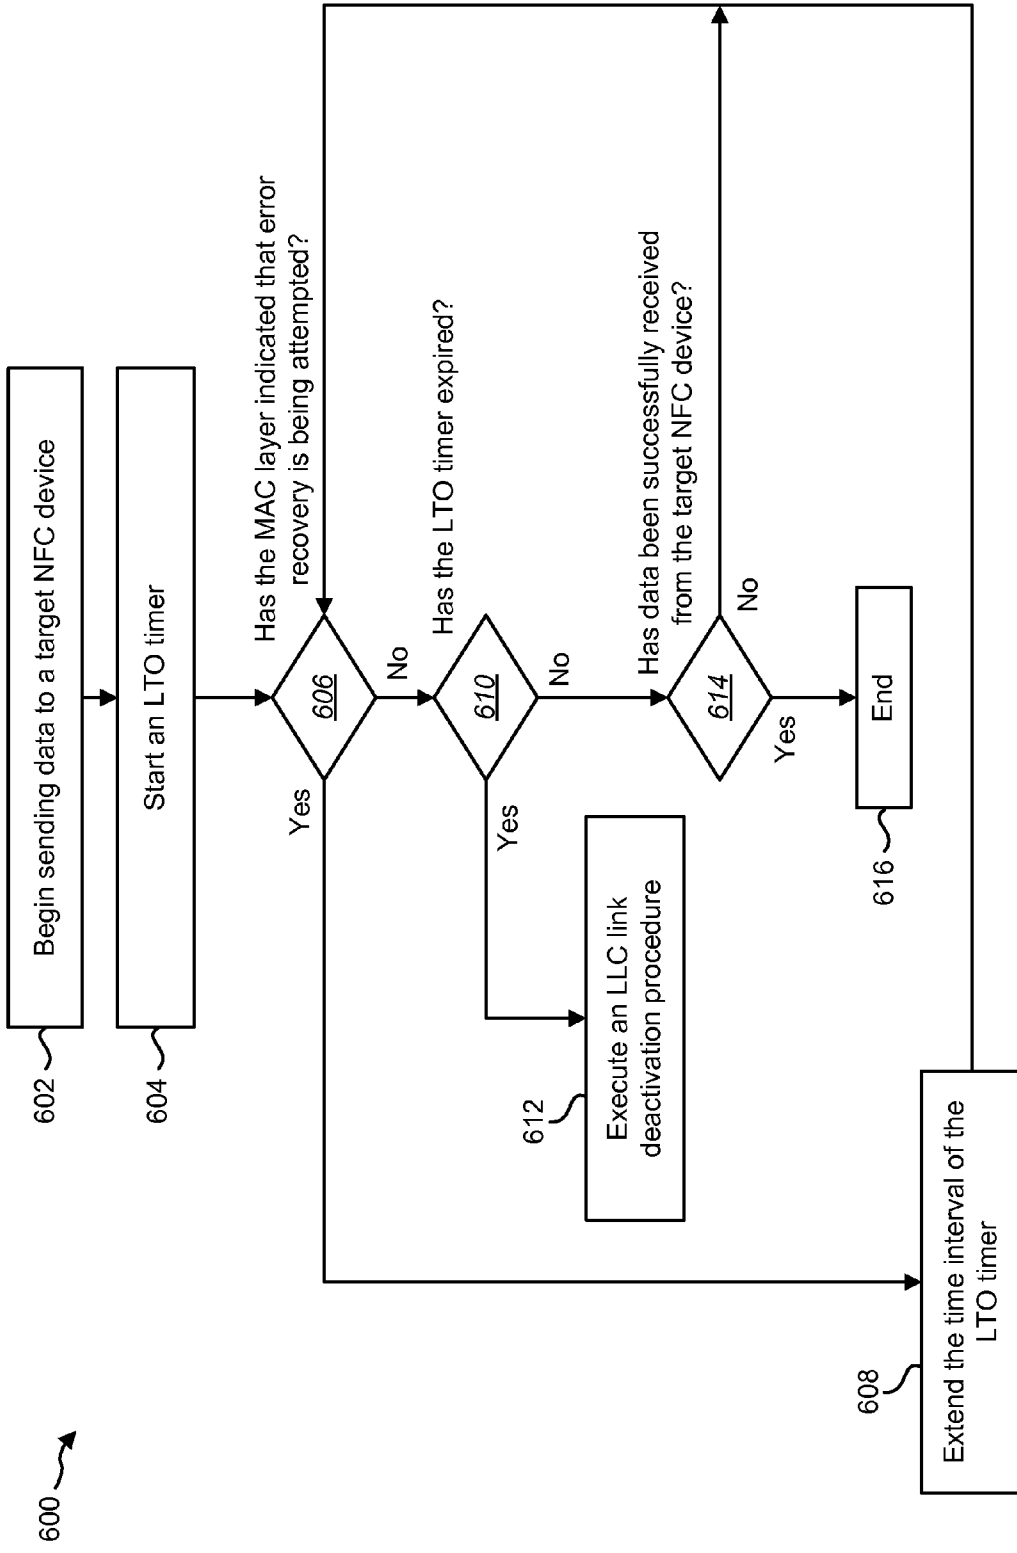 600
602
Begin sending data to a target NFC device
604
Start an LTO timer
Has the MAC layer indicated that error
recovery is being attempted?
606
Yes
No
Has the LTO timer expired?
610
Yes
No
612
Execute an LLC link
deactivation procedure
Has data been successfully received
from the target NFC device?
614
No
Yes
616
End
608
Extend the time interval of the
LTO timer